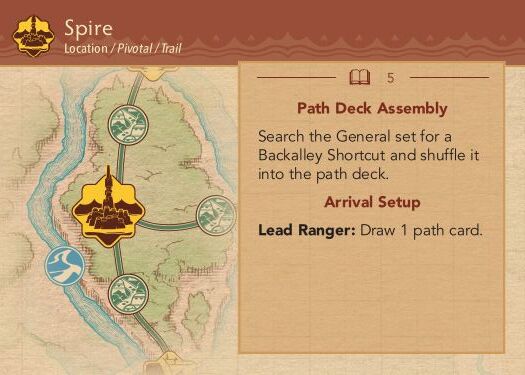 Spire
Location / Pivotal / Trail
5
Path Deck Assembly
Search the General set for a
Backalley Shortcut and shuffle it
into the path deck.
Arrival Setup
Lead Ranger: Draw 1 path card.